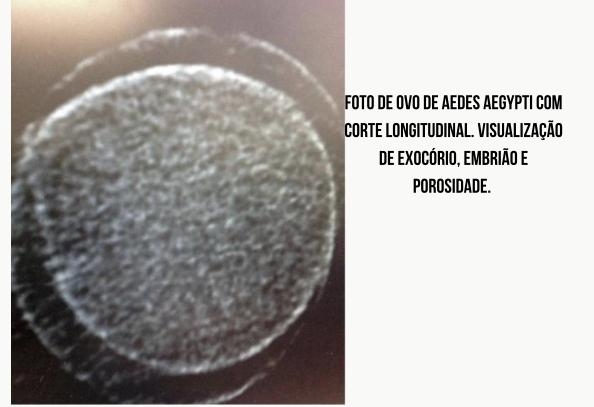 FOTO DE OVO DE AEDES AEGYPTI COM
CORTE LONGITUDINAL. VISUALIZAÇÃO
DE EXOCÓRIO, EMBRIÃO E
POROSIDADE.